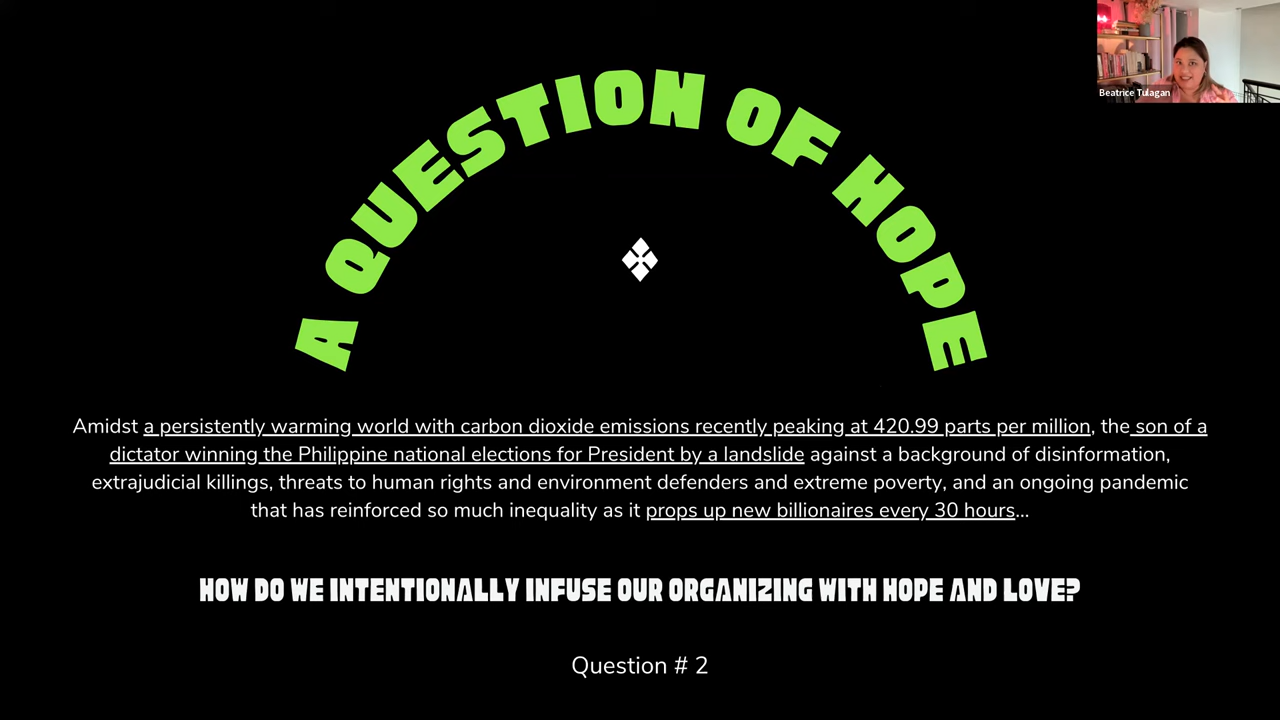 Beatrice Tulagan
A QUESTION OF HOPE
Amidst a persistently warming world with carbon dioxide emissions recently peaking at 420.99 parts per million, the son of a
dictator winning the Philippine national elections for President by a landslide against a background of disinformation,
extrajudicial killings, threats to human rights and environment defenders and extreme poverty, and an ongoing pandemic
that has reinforced so much inequality as it props up new billionaires every 30 hours...
HOW DO WE INTENTIONALLY INFUSE OUR ORGANIZING WITH HOPE AND LOVE?
Question # 2